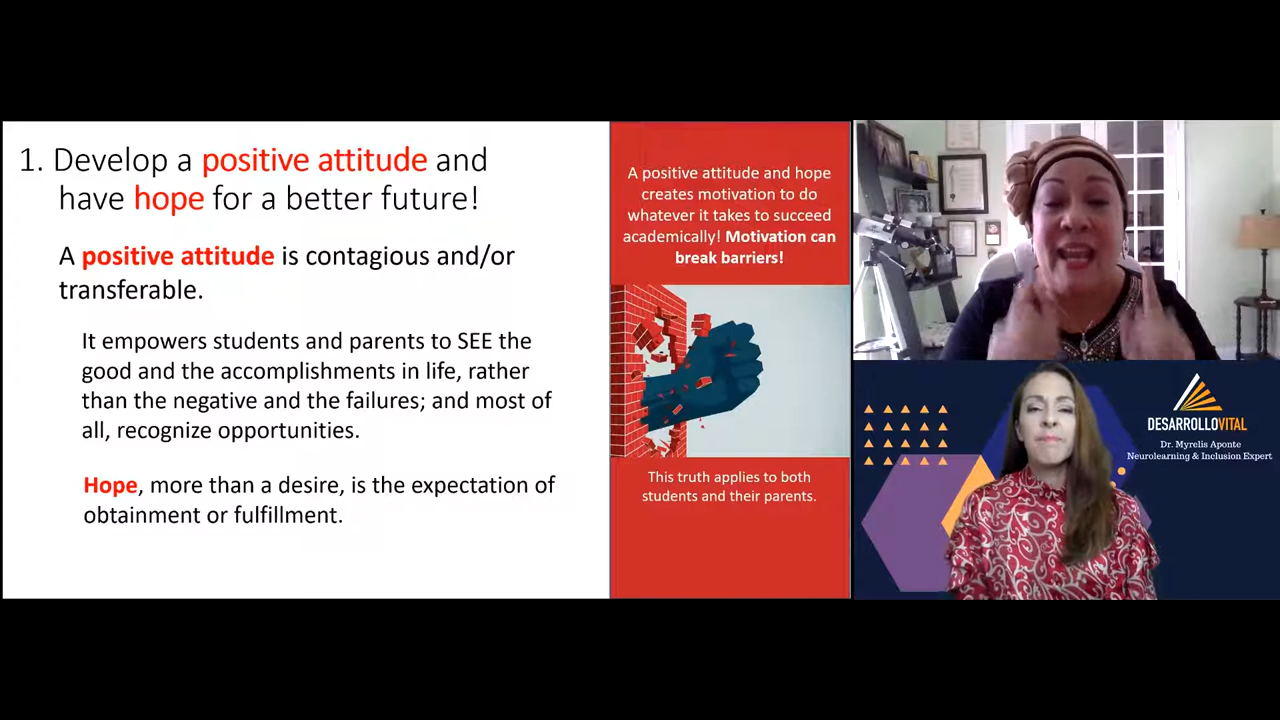 1. Develop a positive attitude and
have hope for a better future!
A positive attitude is contagious and/or
transferable.
It empowers students and parents to SEE the
good and the accomplishments in life, rather
than the negative and the failures; and most of
all, recognize opportunities.
Hope, more than a desire, is the expectation of
obtainment or fulfillment.
A positive attitude and hope
creates motivation to do
whatever it takes to succeed
academically! Motivation can
break barriers!
This truth applies to both
students and their parents.
DESARROLLOVITAL
Dr. Myrelis Aponte
Neurolearning & Inclusion Expert